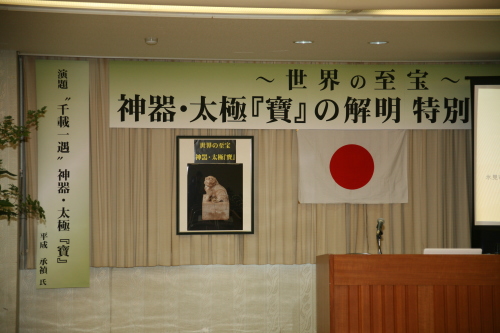 ～世界の至宝～
神器・太極『寶』の解明 特別
演題 〝千載一遇〟神器・太極『寶』
平成 承禎 氏
世界の至宝
神器・太極『寶』